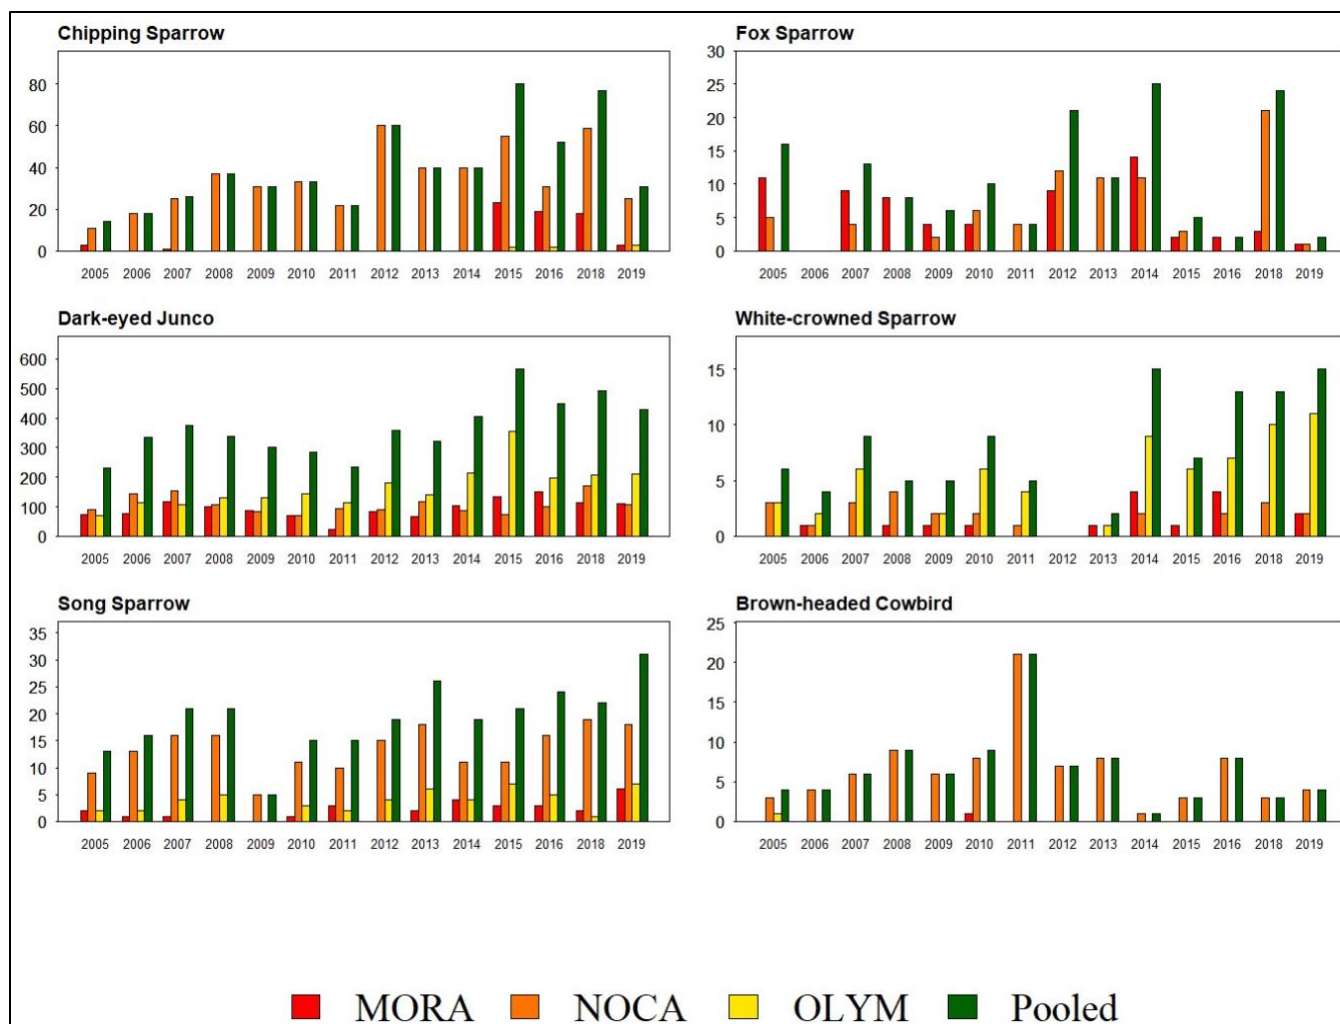 Chipping Sparrow
80
60
40
20
0
2005 2006 2007 2008 2009 2010 2011 2012 2013 2014 2015 2016 2018 2019
Fox Sparrow
30
25
20
15
10
5
0
2005 2006 2007 2008 2009 2010 2011 2012 2013 2014 2015 2016 2018 2019
Dark-eyed Junco
600
500
400
300
200
100
0
2005 2006 2007 2008 2009 2010 2011 2012 2013 2014 2015 2016 2018 2019
White-crowned Sparrow
15
10
5
0
2005 2006 2007 2008 2009 2010 2011 2012 2013 2014 2015 2016 2018 2019
Song Sparrow
35
30
25
20
15
10
5
0
2005 2006 2007 2008 2009 2010 2011 2012 2013 2014 2015 2016 2018 2019
Brown-headed Cowbird
25
20
15
10
5
0
2005 2006 2007 2008 2009 2010 2011 2012 2013 2014 2015 2016 2018 2019
MORA NOCA OLYM Pooled